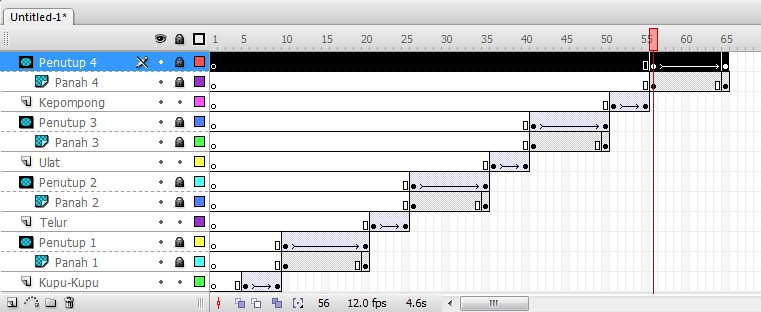 Untitled-1*
1 5 10 15 20 25 30 35 40 45 50 55 60 65
Penutup 4
Panah 4
Kepompong
Penutup 3
Panah 3
Ulat
Penutup 2
Panah 2
Telur
Penutup 1
Panah 1
Kupu-Kupu
56 12.0 fps 4.6s